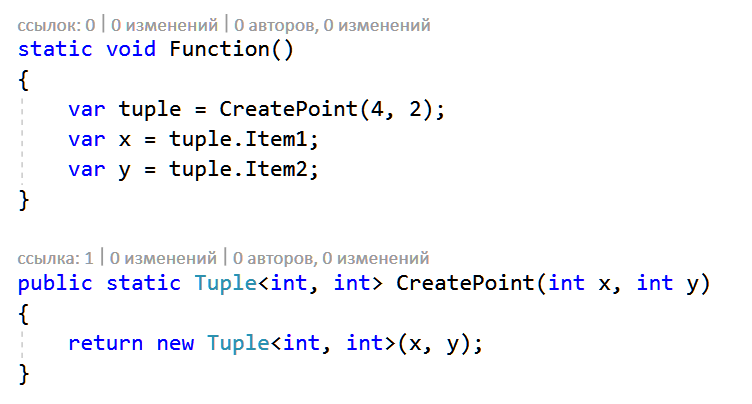 ссылок: 0 | 0 изменений | 0 авторов, 0 изменений
static void Function()
{
    var tuple = CreatePoint(4, 2);
    var x = tuple.Item1;
    var y = tuple.Item2;
}
ссылка: 1 | 0 изменений | 0 авторов, 0 изменений
public static Tuple<int, int> CreatePoint(int x, int y)
{
    return new Tuple<int, int>(x, y);
}